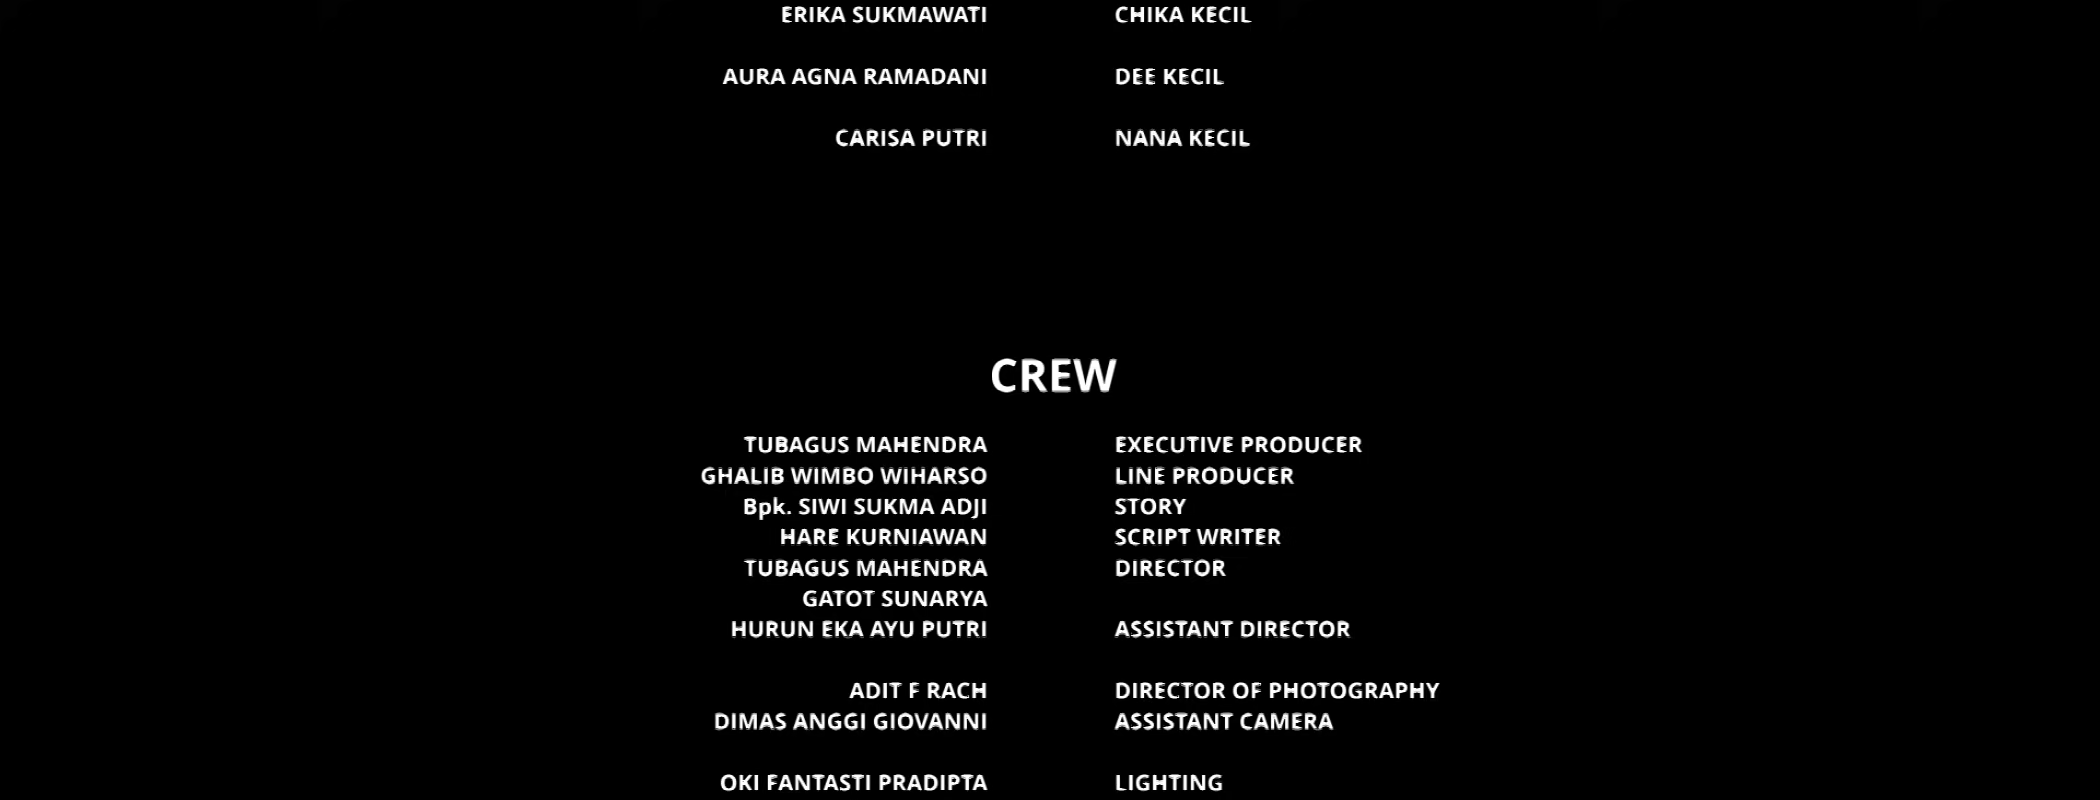 ERIKA SUKMAWATI CHIKA KECIL
AURA AGNA RAMADANI DEE KECIL
CARISA PUTRI NANA KECIL
CREW
TUBAGUS MAHENDRA EXECUTIVE PRODUCER
GHALIB WIMBO WIHARSO LINE PRODUCER
Bpk. SIWI SUKMA ADJI STORY
HARE KURNIAWAN SCRIPT WRITER
TUBAGUS MAHENDRA DIRECTOR
GATOT SUNARYA
HURUN EKA AYU PUTRI ASSISTANT DIRECTOR
ADIT F RACH DIRECTOR OF PHOTOGRAPHY
DIMAS ANGGI GIOVANNI ASSISTANT CAMERA
OKI FANTASTI PRADIPTA LIGHTING